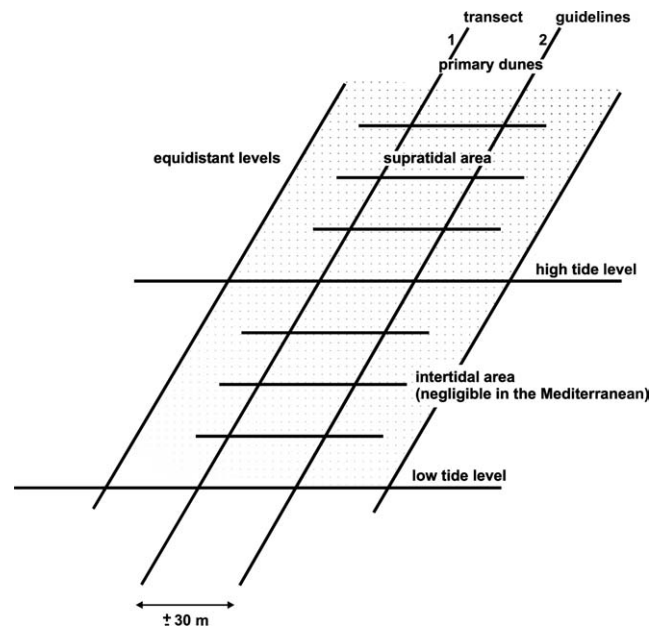 transect guidelines
1 2
primary dunes
equidistant levels
supratidal area
high tide level
intertidal area
(negligible in the Mediterranean)
low tide level
± 30 m